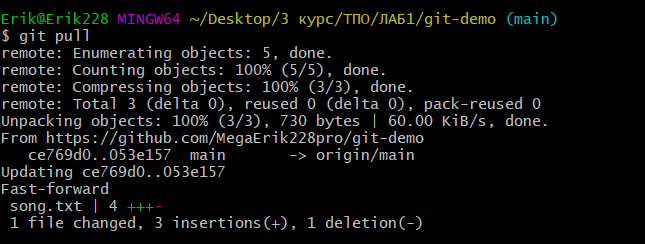 Erik@Erik228 MINGW64 ~/Desktop/3 курс/ТПО/ЛАБ1/git-demo (main)
$ git pull
remote: Enumerating objects: 5, done.
remote: Counting objects: 100% (5/5), done.
remote: Compressing objects: 100% (3/3), done.
remote: Total 3 (delta 0), reused 0 (delta 0), pack-reused 0
Unpacking objects: 100% (3/3), 730 bytes | 60.00 KiB/s, done.
From https://github.com/MegaErik228pro/git-demo
   ce769d0..053e157  main       -> origin/main
Updating ce769d0..053e157
Fast-forward
 song.txt | 4 +++-
 1 file changed, 3 insertions(+), 1 deletion(-)